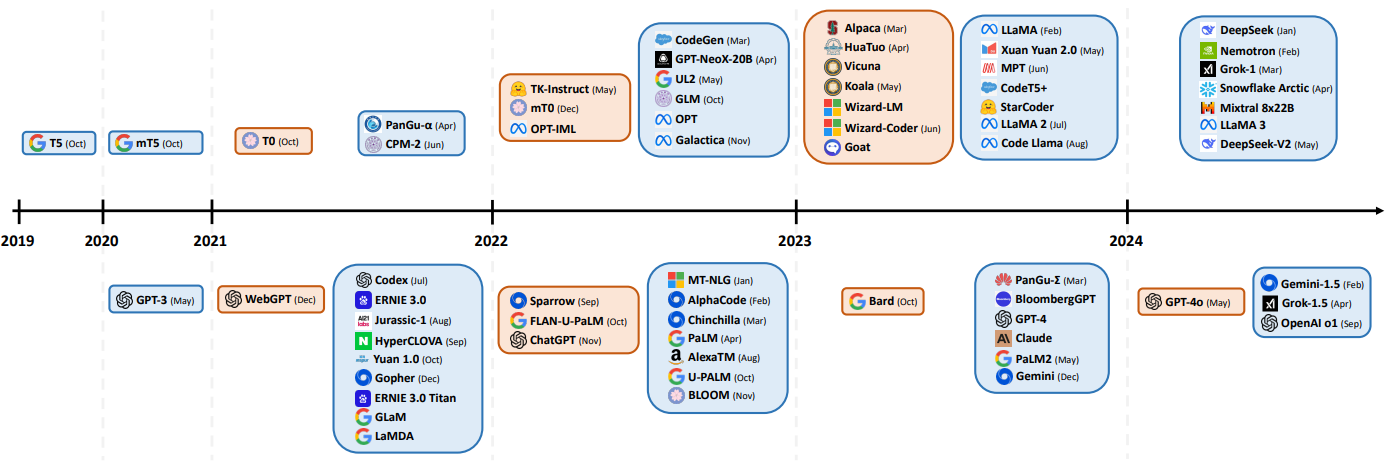 T5 (Oct)
mT5 (Oct)
T0 (Oct)
PanGu-α (Apr)
CPM-2 (Jun)
TK-Instruct (May)
mT0 (Dec)
OPT-IML
CodeGen (Mar)
GPT-NeoX-20B (Apr)
UL2 (May)
GLM (Oct)
OPT
Galactica (Nov)
Alpaca (Mar)
HuaTuo (Apr)
Vicuna
Koala (May)
Wizard-LM
Wizard-Coder (Jun)
Goat
LLaMA (Feb)
Xuan Yuan 2.0 (May)
MPT (Jun)
CodeT5+
StarCoder
LLaMA 2 (Jul)
Code Llama (Aug)
DeepSeek (Jan)
Nemotron (Feb)
Grok-1 (Mar)
Snowflake Arctic (Apr)
Mixtral 8x22B
LLaMA 3
DeepSeek-V2 (May)
2019
2020
2021
2022
2023
2024
GPT-3 (May)
WebGPT (Dec)
Codex (Jul)
ERNIE 3.0
AI21 labs
Jurassic-1 (Aug)
HyperCLOVA (Sep)
Yuan 1.0 (Oct)
Gopher (Dec)
ERNIE 3.0 Titan
GLaM
LaMDA
Sparrow (Sep)
FLAN-U-PaLM (Oct)
ChatGPT (Nov)
MT-NLG (Jan)
AlphaCode (Feb)
Chinchilla (Mar)
PaLM (Apr)
AlexaTM (Aug)
U-PALM (Oct)
BLOOM (Nov)
Bard (Oct)
PanGu-Σ (Mar)
BloombergGPT
GPT-4
Claude
PaLM2 (May)
Gemini (Dec)
GPT-4o (May)
Gemini-1.5 (Feb)
Grok-1.5 (Apr)
OpenAI o1 (Sep)